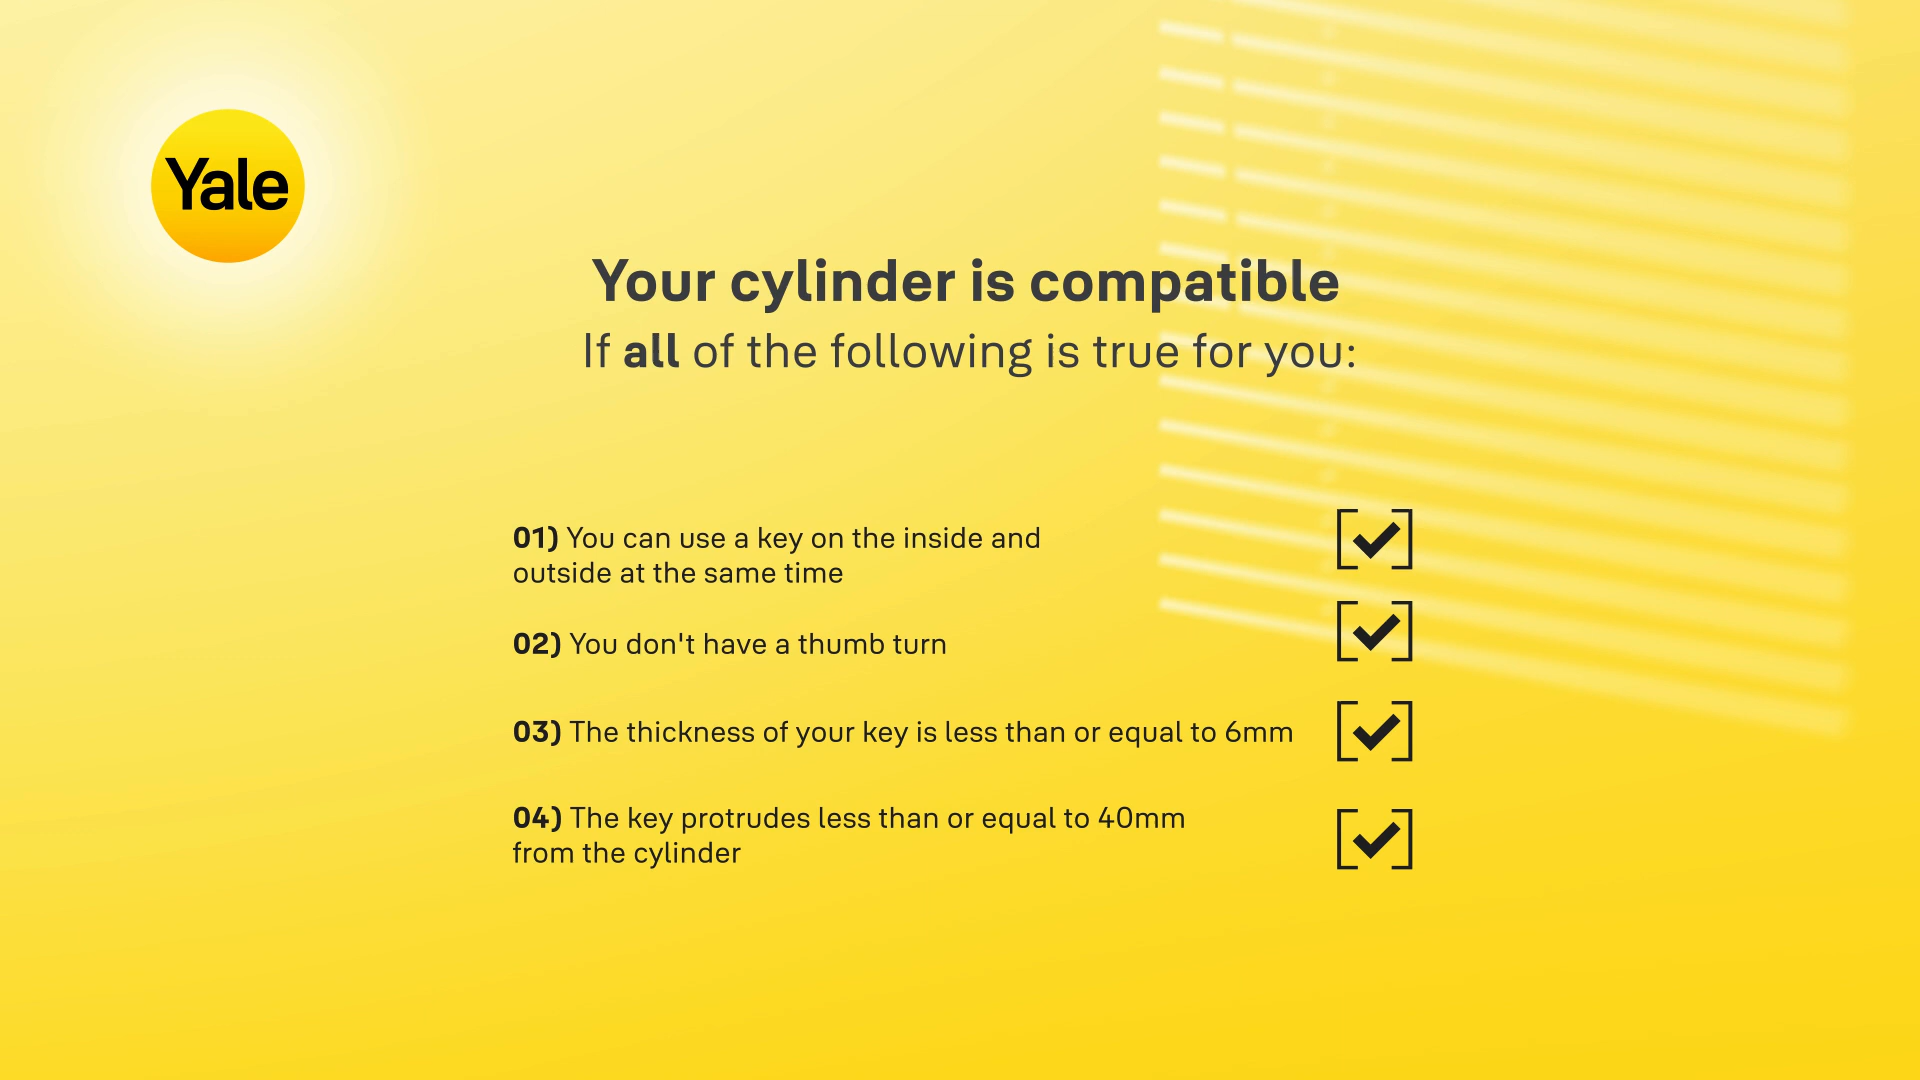 Yale
Your cylinder is compatible
If all of the following is true for you:
01) You can use a key on the inside and
outside at the same time
02) You don't have a thumb turn
03) The thickness of your key is less than or equal to 6mm
04) The key protrudes less than or equal to 40mm
from the cylinder